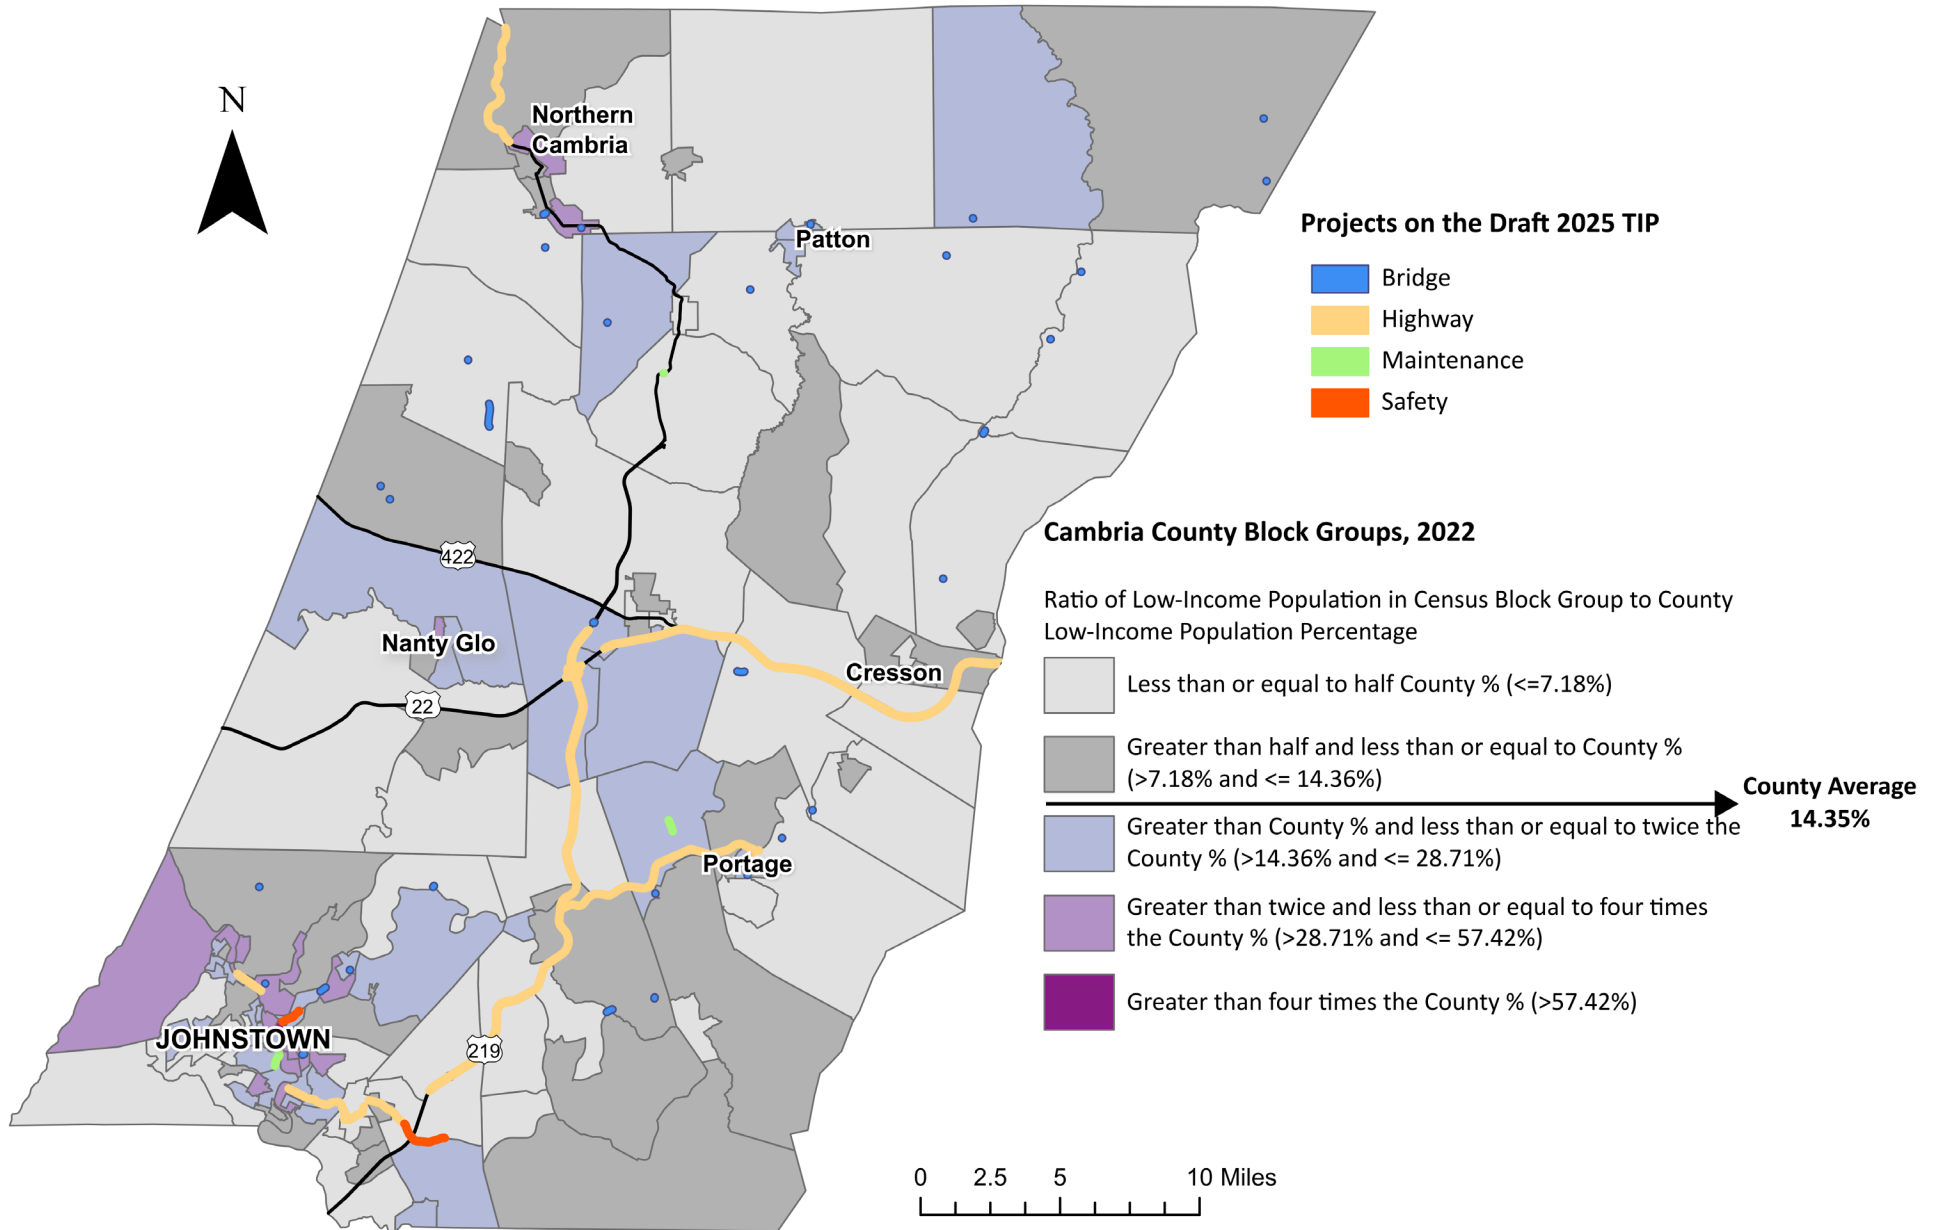 N
Northern
Cambria
Patton
Projects on the Draft 2025 TIP
Bridge
Highway
Maintenance
Safety
422
Nanty Glo
22
Cresson
Cambria County Block Groups, 2022
Ratio of Low-Income Population in Census Block Group to County
Low-Income Population Percentage
Less than or equal to half County % (<=7.18%)
Greater than half and less than or equal to County %
(>7.18% and <= 14.36%)
County Average
14.35%
Greater than County % and less than or equal to twice the
County % (>14.36% and <= 28.71%)
Greater than twice and less than or equal to four times
the County % (>28.71% and <= 57.42%)
Greater than four times the County % (>57.42%)
Portage
JOHNSTOWN
219
0 2.5 5 10 Miles